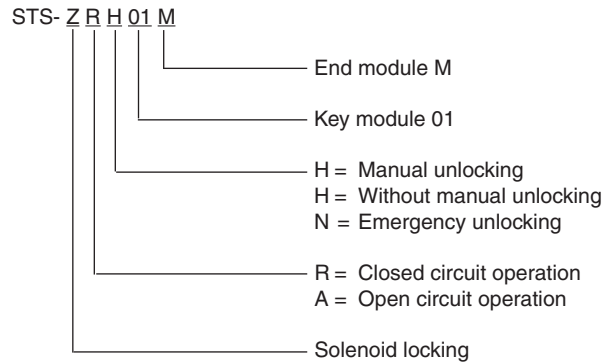 STS- Z R H 01 M
End module M
Key module 01
H = Manual unlocking
H = Without manual unlocking
N = Emergency unlocking
R = Closed circuit operation
A = Open circuit operation
Solenoid locking